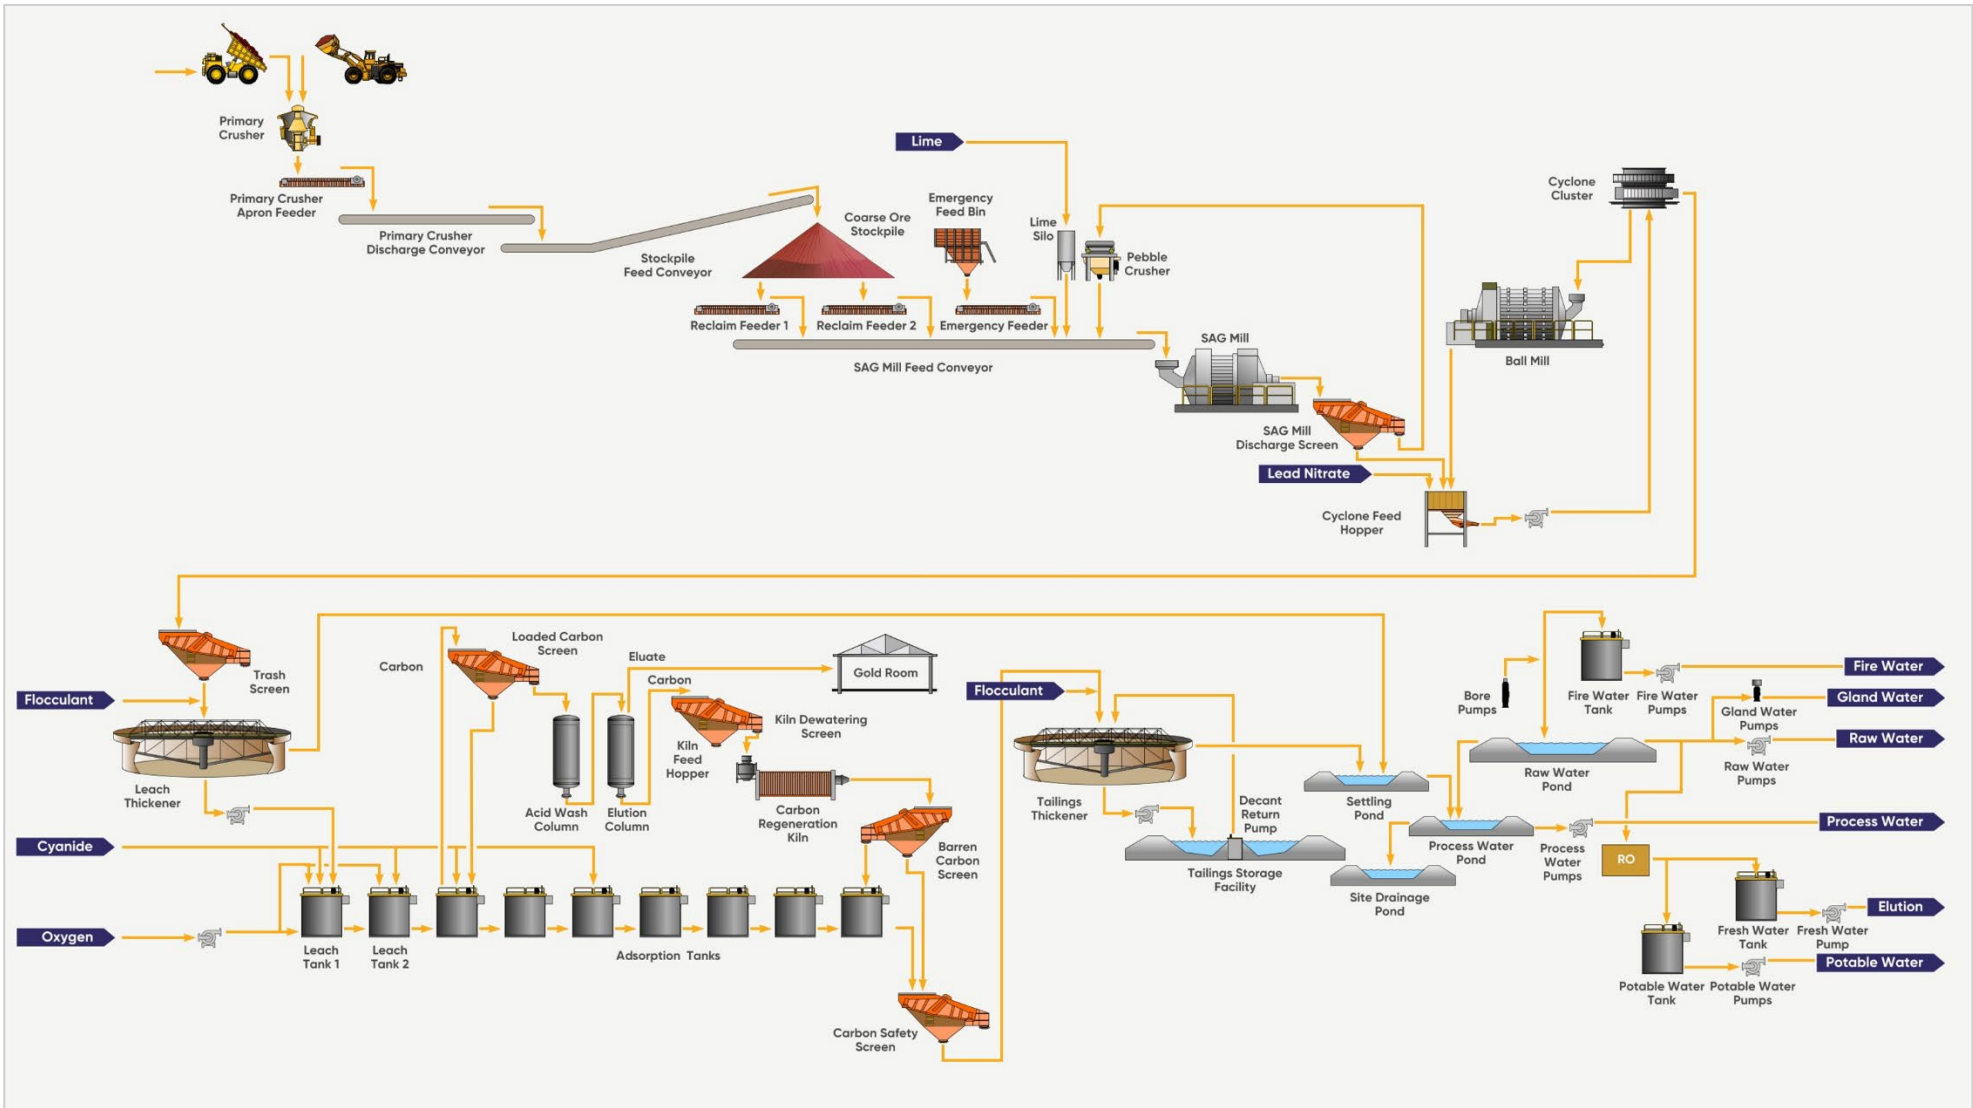 Primary
Crusher
Primary Crusher
Apron Feeder
Primary Crusher
Discharge Conveyor
Stockpile
Feed Conveyor
Coarse Ore
Stockpile
Reclaim Feeder 1
Reclaim Feeder 2
Emergency
Feed Bin
Emergency Feeder
Lime
Lime
Silo
Pebble
Crusher
SAG Mill Feed Conveyor
SAG Mill
SAG Mill
Discharge Screen
Lead Nitrate
Cyclone Feed
Hopper
Cyclone
Cluster
Ball Mill
Trash
Screen
Flocculant
Leach
Thickener
Cyanide
Oxygen
Leach
Tank 1
Leach
Tank 2
Adsorption Tanks
Carbon
Loaded Carbon
Screen
Acid Wash
Column
Elution
Column
Eluate
Carbon
Gold Room
Kiln Dewatering
Screen
Kiln
Feed
Hopper
Carbon
Regeneration
Kiln
Barren
Carbon
Screen
Carbon Safety
Screen
Flocculant
Tailings
Thickener
Decant
Return
Pump
Tailings Storage
Facility
Settling
Pond
Process Water
Pond
Site Drainage
Pond
Process
Water
Pumps
Process Water
Bore
Pumps
Fire Water
Tank
Fire Water
Pumps
Fire Water
Gland Water
Pumps
Gland Water
Raw Water
Pond
Raw Water
Pumps
Raw Water
RO
Fresh Water
Tank
Fresh Water
Pump
Elution
Potable Water
Tank
Potable Water
Pumps
Potable Water